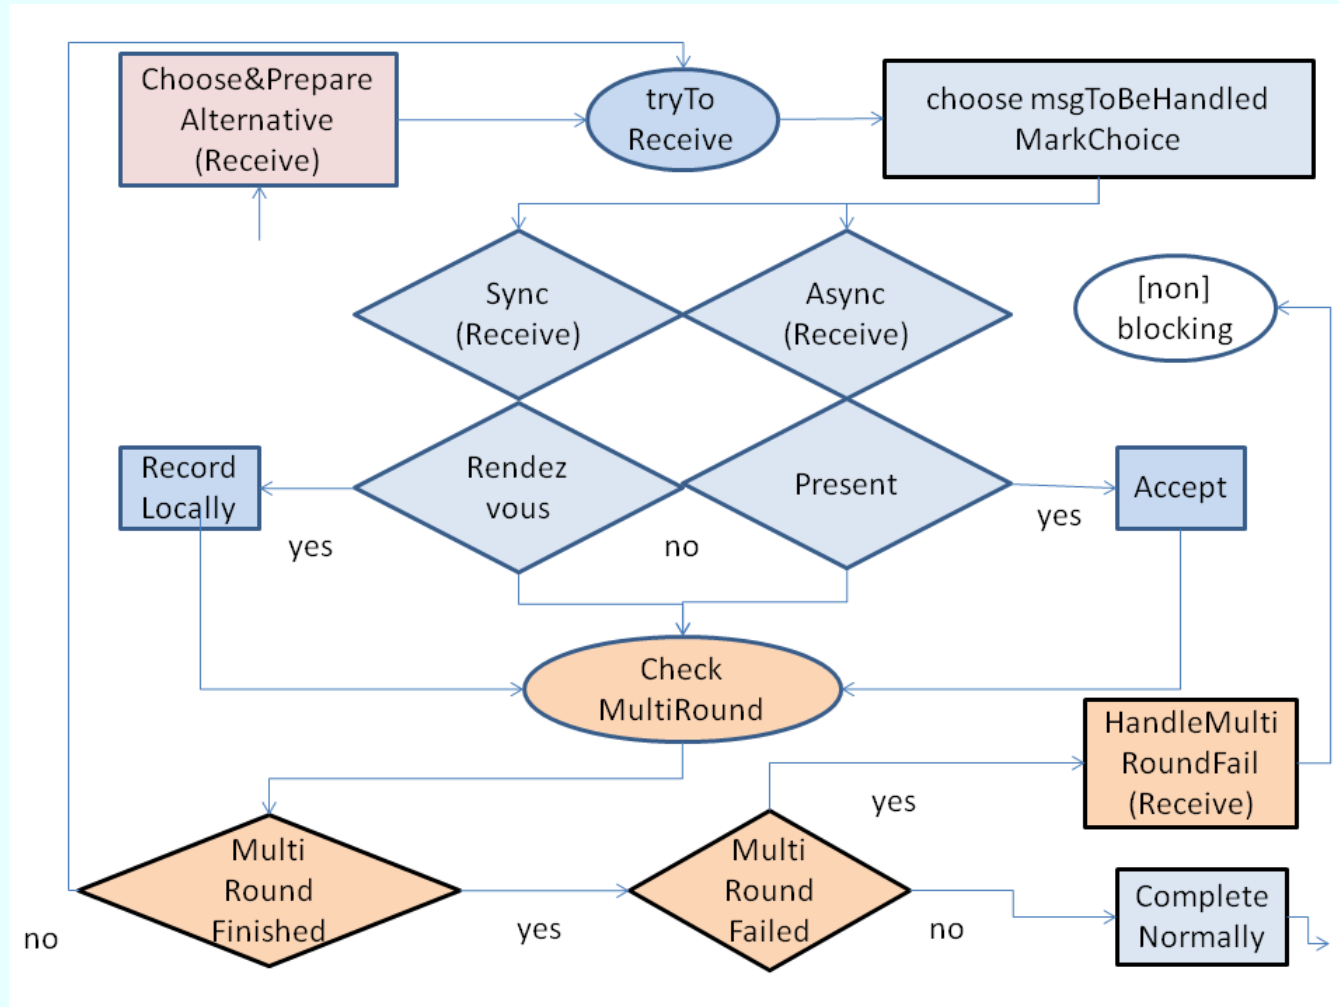 Choose&Prepare
Alternative
(Receive)
tryTo
Receive
choose msgToBeHandled
MarkChoice
Sync
(Receive)
Async
(Receive)
[non]
blocking
Record
Locally
Rendez
vous
Present
Accept
yes
no
yes
Check
MultiRound
HandleMulti
RoundFail
(Receive)
yes
Multi
Round
Finished
Multi
Round
Failed
Complete
Normally
no
yes
no